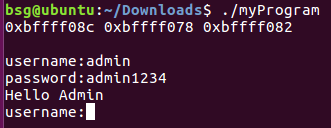 bsg@ubuntu:~/Downloads$ ./myProgram
0xbffff08c 0xbffff078 0xbffff082
username:admin
password:admin1234
Hello Admin
username: